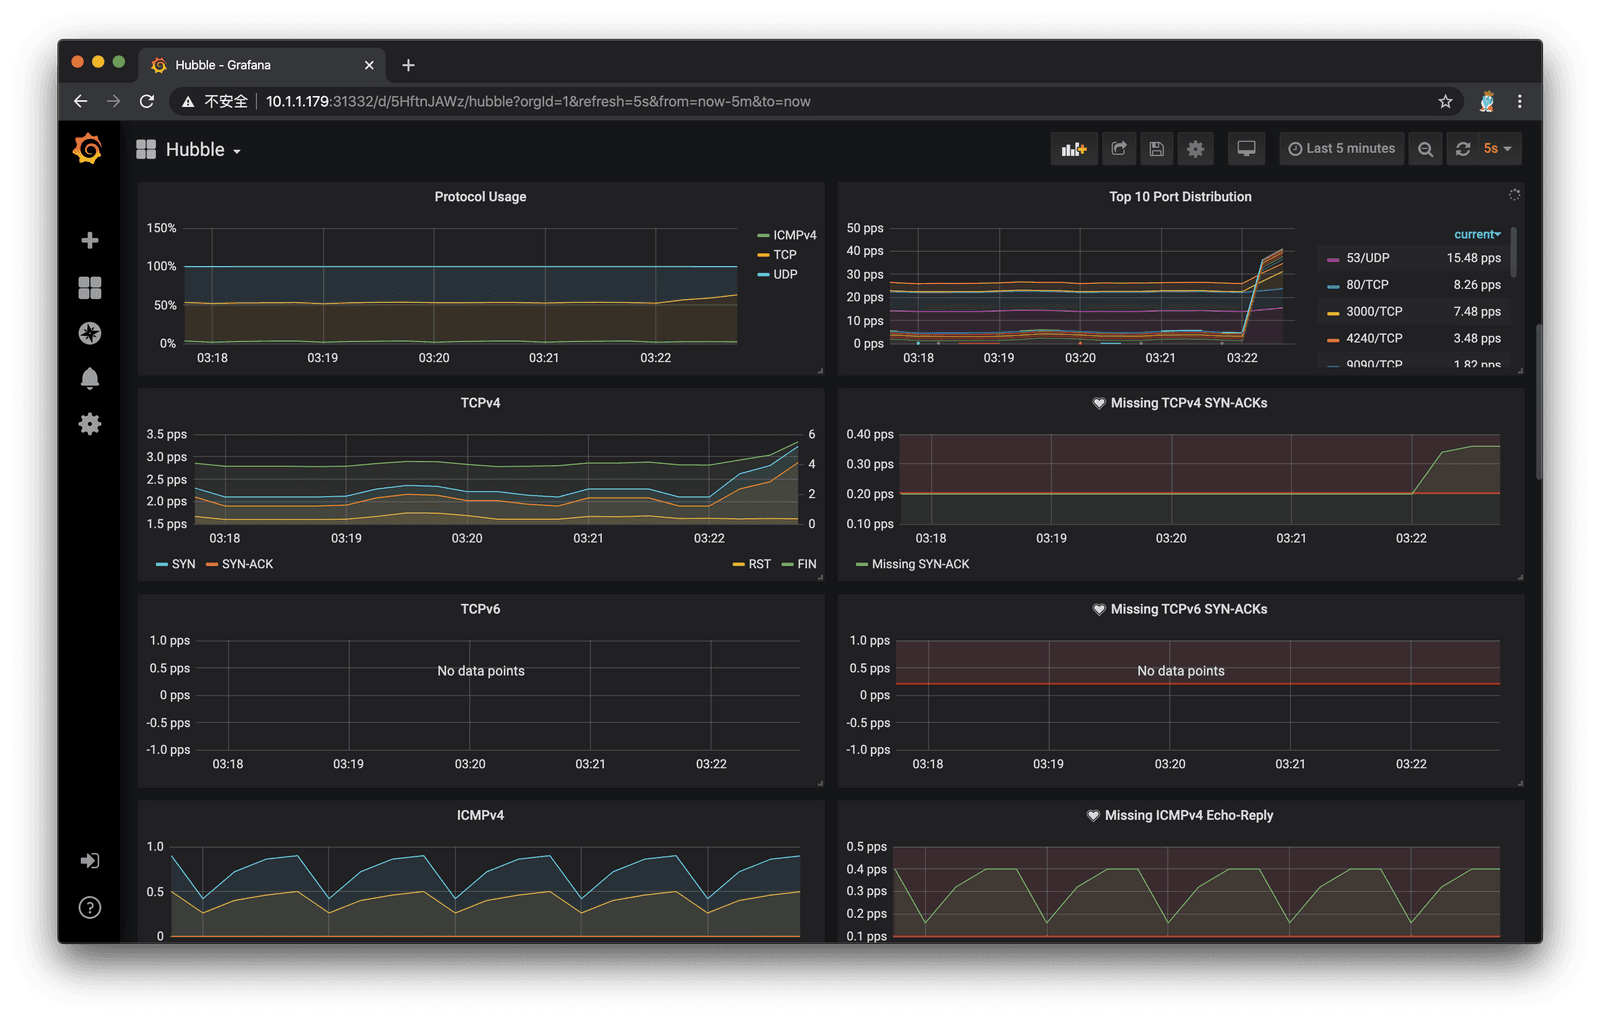 Hubble - Grafana
不安全 10.1.1.179:31332/d/5HftnJAWz/hubble?orgId=1&refresh=5s&from=now-5m&to=now
Hubble
Last 5 minutes
5s
Protocol Usage
150%
100%
50%
0%
03:18 03:19 03:20 03:21 03:22
ICMPv4
TCP
UDP
Top 10 Port Distribution
50 pps
40 pps
30 pps
20 pps
10 pps
0 pps
03:18 03:19 03:20 03:21 03:22
current
53/UDP 15.48 pps
80/TCP 8.26 pps
3000/TCP 7.48 pps
4240/TCP 3.48 pps
9090/TCP 1.82 pps
TCPv4
3.5 pps
3.0 pps
2.5 pps
2.0 pps
1.5 pps
6
4
2
0
03:18 03:19 03:20 03:21 03:22
SYN SYN-ACK RST FIN
Missing TCPv4 SYN-ACKs
0.40 pps
0.30 pps
0.20 pps
0.10 pps
03:18 03:19 03:20 03:21 03:22
Missing SYN-ACK
TCPv6
1.0 pps
0.5 pps
0 pps
-0.5 pps
-1.0 pps
No data points
03:18 03:19 03:20 03:21 03:22
Missing TCPv6 SYN-ACKs
1.0 pps
0.5 pps
0 pps
-0.5 pps
-1.0 pps
No data points
03:18 03:19 03:20 03:21 03:22
ICMPv4
1.0
0.5
0
Missing ICMPv4 Echo-Reply
0.5 pps
0.4 pps
0.3 pps
0.2 pps
0.1 pps